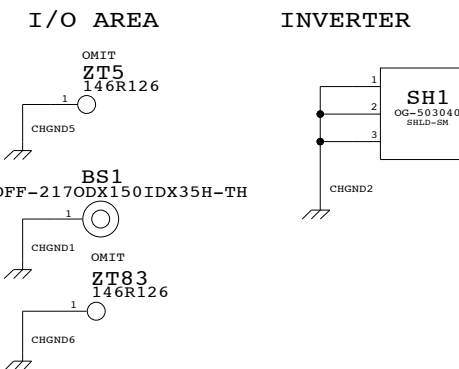 I/O AREA
OMIT
ZT5
146R126
1
CHGND5
BS1
OFF-217ODX150IDX35H-TH
1
CHGND1
OMIT
ZT83
146R126
1
CHGND6
INVERTER
1
2
3
SH1
OG-503040
SHLD-SM
CHGND2